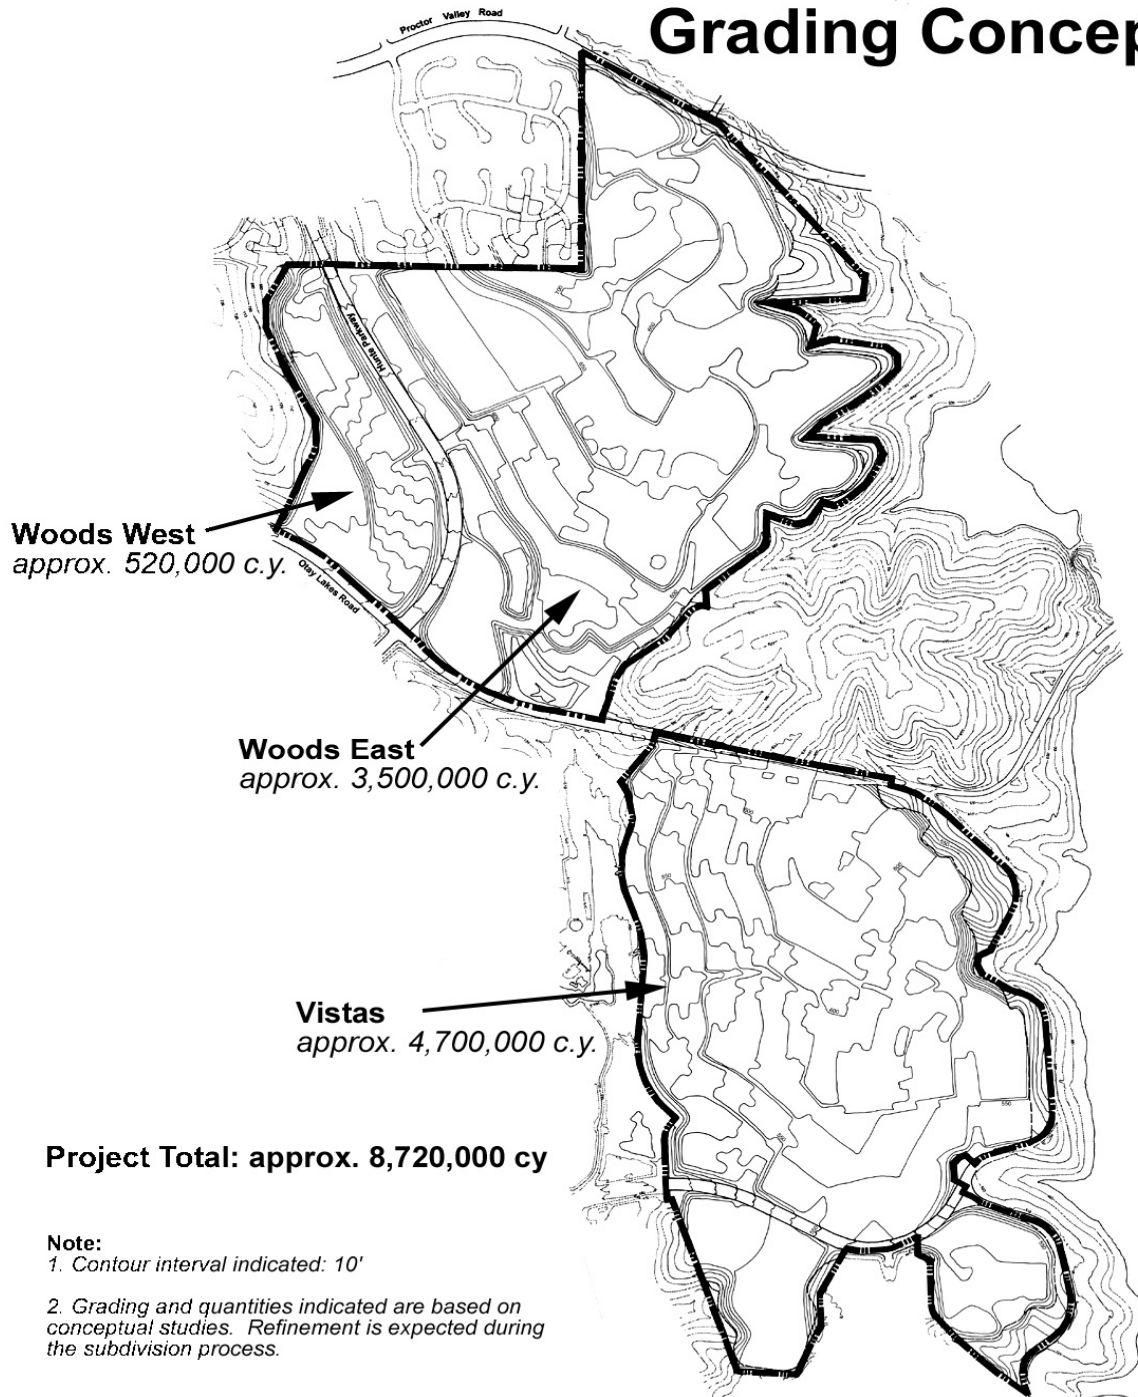 Grading Concep
Proctor Valley Road
Hunte Parkway
Woods West
approx. 520,000 c.y.
Otay Lakes Road
Woods East
approx. 3,500,000 c.y.
Vistas
approx. 4,700,000 c.y.
Project Total: approx. 8,720,000 cy
Note:
1. Contour interval indicated: 10'
2. Grading and quantities indicated are based on
conceptual studies. Refinement is expected during
the subdivision process.